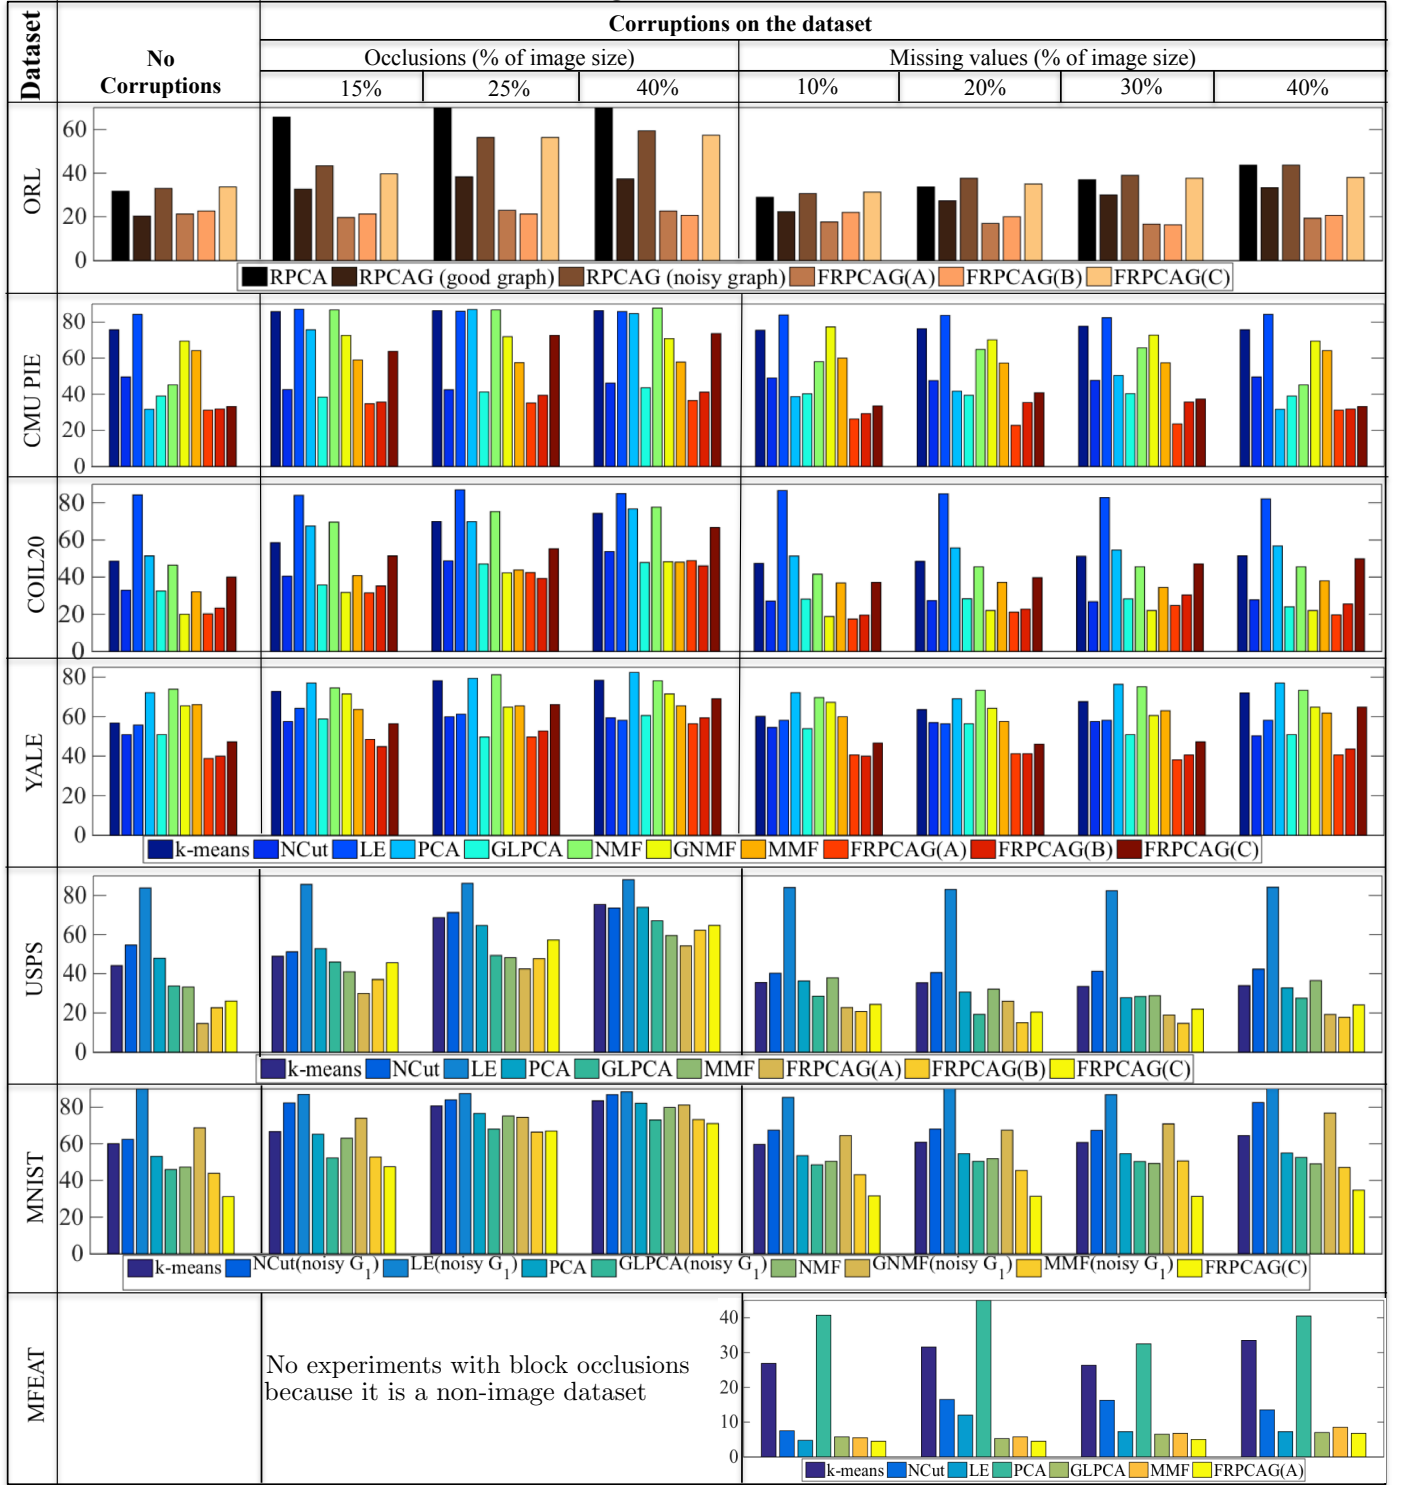 Dataset
No
Corruptions
Corruptions on the dataset
Occlusions (% of image size)
Missing values (% of image size)
15%
25%
40%
10%
20%
30%
40%
ORL
60
40
20
0
RPCA RPCAG (good graph) RPCAG (noisy graph) FRPCAG(A) FRPCAG(B) FRPCAG(C)
CMU PIE
80
60
40
20
0
COIL20
80
60
40
20
0
YALE
80
60
40
20
0
k-means NCut LE PCA GLPCA NMF GNMF MMF FRPCAG(A) FRPCAG(B) FRPCAG(C)
USPS
80
60
40
20
0
k-means NCut LE PCA GLPCA MMF FRPCAG(A) FRPCAG(B) FRPCAG(C)
MNIST
80
60
40
20
0
k-means NCut(noisy G1) LE(noisy G1) PCA GLPCA(noisy G1) NMF GNMF(noisy G1) MMF(noisy G1) FRPCAG(C)
MFEAT
No experiments with block occlusions
because it is a non-image dataset
40
30
20
10
0
k-means NCut LE PCA GLPCA MMF FRPCAG(A)